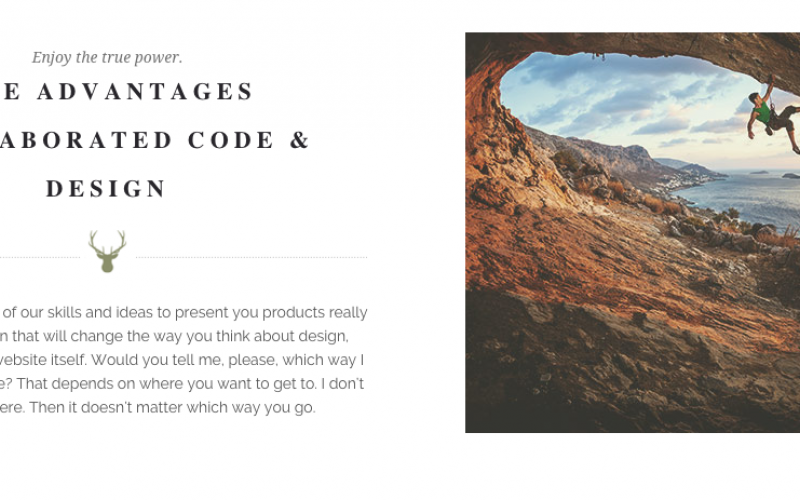 Enjoy the true power.
E ADVANTAGES
ABORATED CODE &
DESIGN
of our skills and ideas to present you products really
n that will change the way you think about design,
website itself. Would you tell me, please, which way I
e? That depends on where you want to get to. I don't
ere. Then it doesn't matter which way you go.